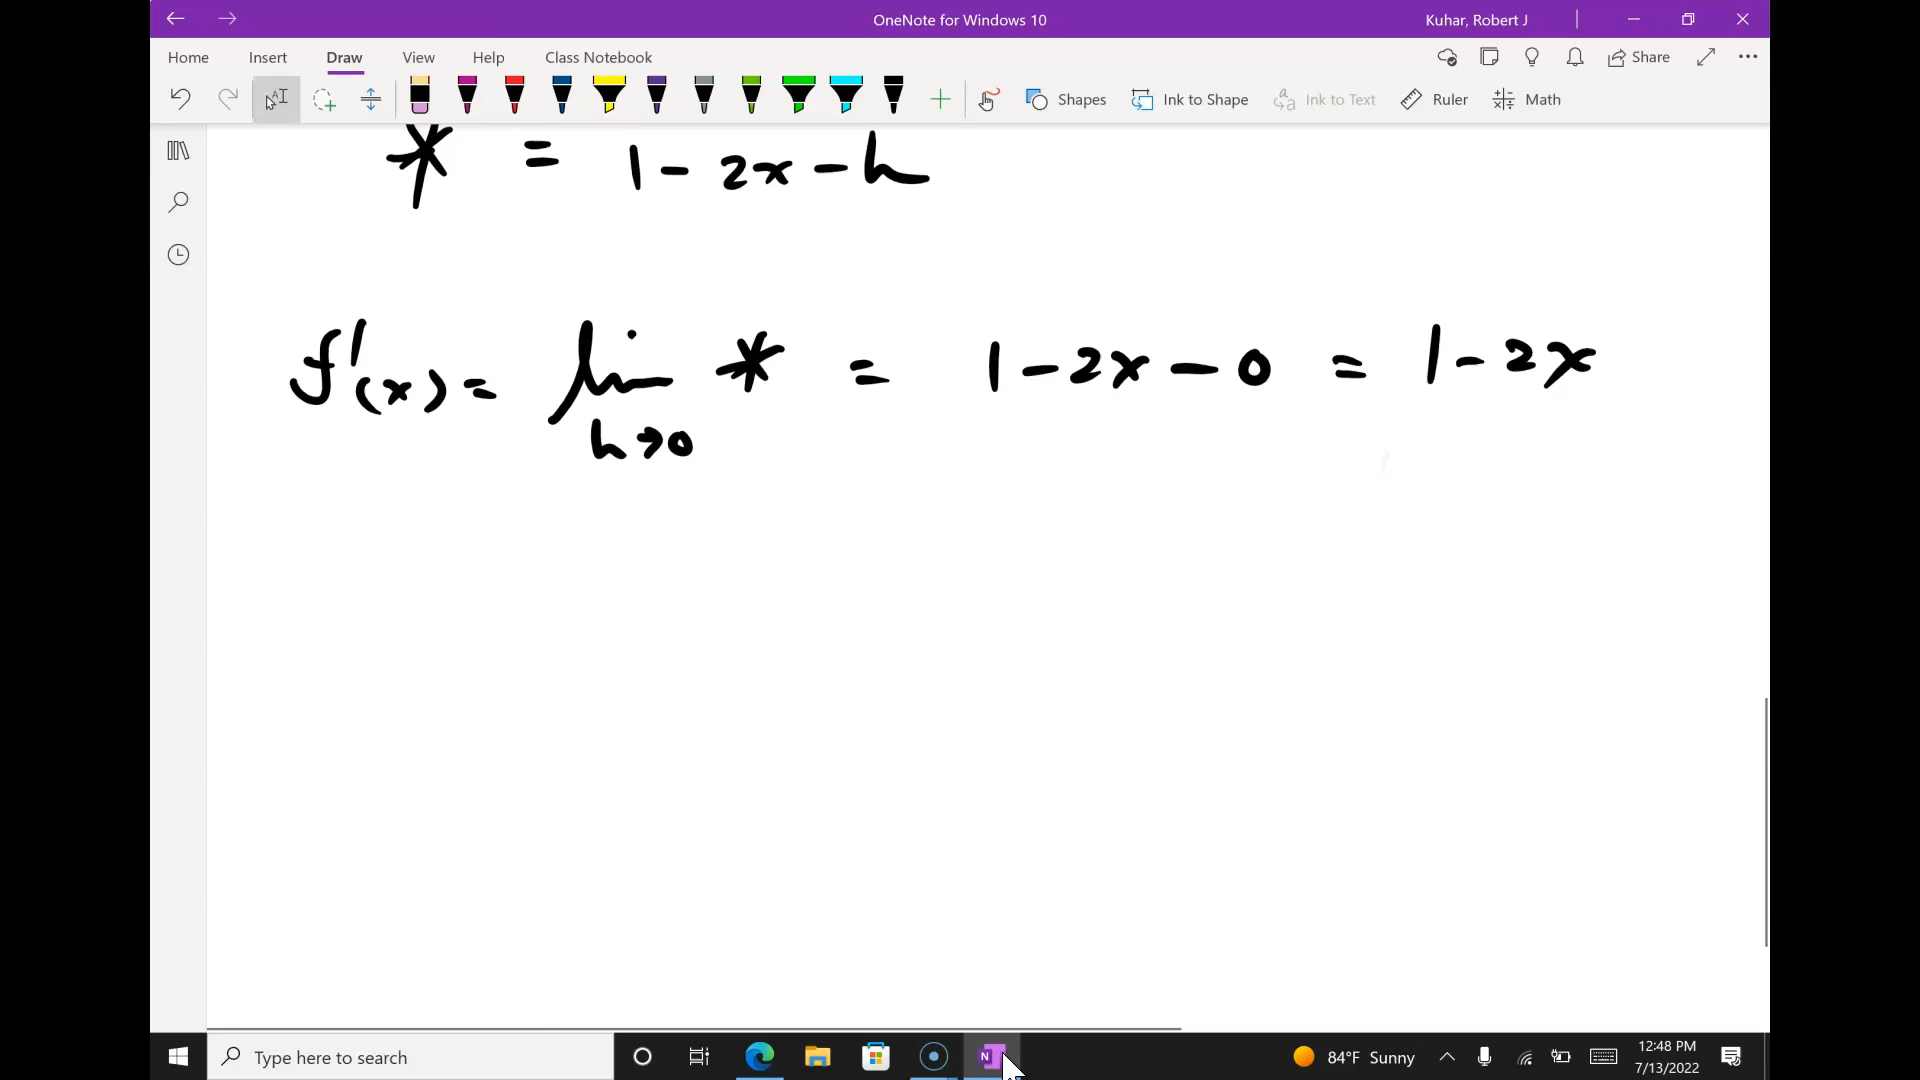 OneNote for Windows 10 Kuhar, Robert J
Home Insert Draw View Help Class Notebook Share
Shapes Ink to Shape Ink to Text Ruler Math
* = 1 - 2x - h
f'(x) = lim * = 1 - 2x - 0 = 1 - 2x
h→0
Type here to search 84°F Sunny 12:48 PM
7/13/2022